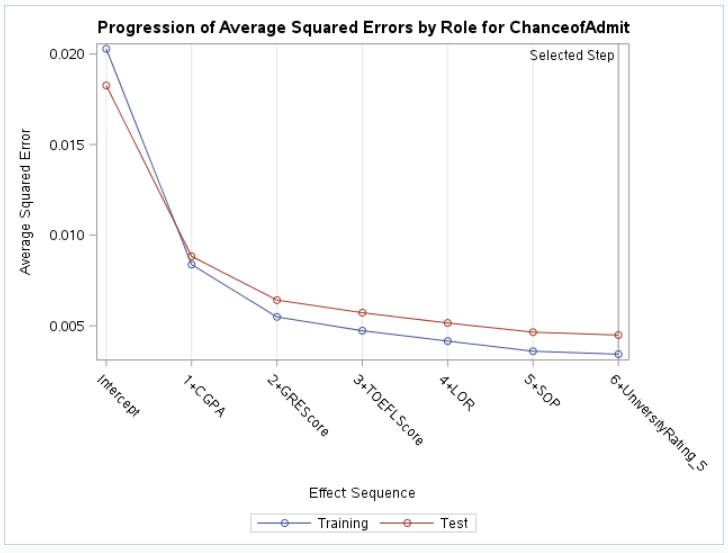 Progression of Average Squared Errors by Role for ChanceofAdmit
Selected Step
Average Squared Error
0.020
0.015
0.010
0.005
Intercept
1+CGPA
2+GREScore
3+TOEFLScore
4+LOR
5+SOP
6+UniversityRating_5
Effect Sequence
Training
Test